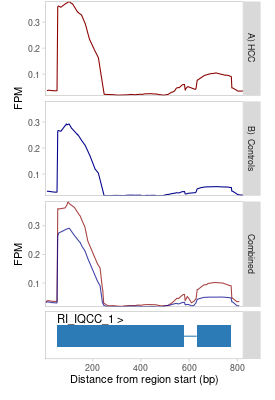 A) HCC
0.3
0.2
0.1
FPM
B) Controls
0.3
0.2
0.1
Combined
0.3
0.2
0.1
FPM
RI_IQCC_1 >
200 400 600 800
Distance from region start (bp)